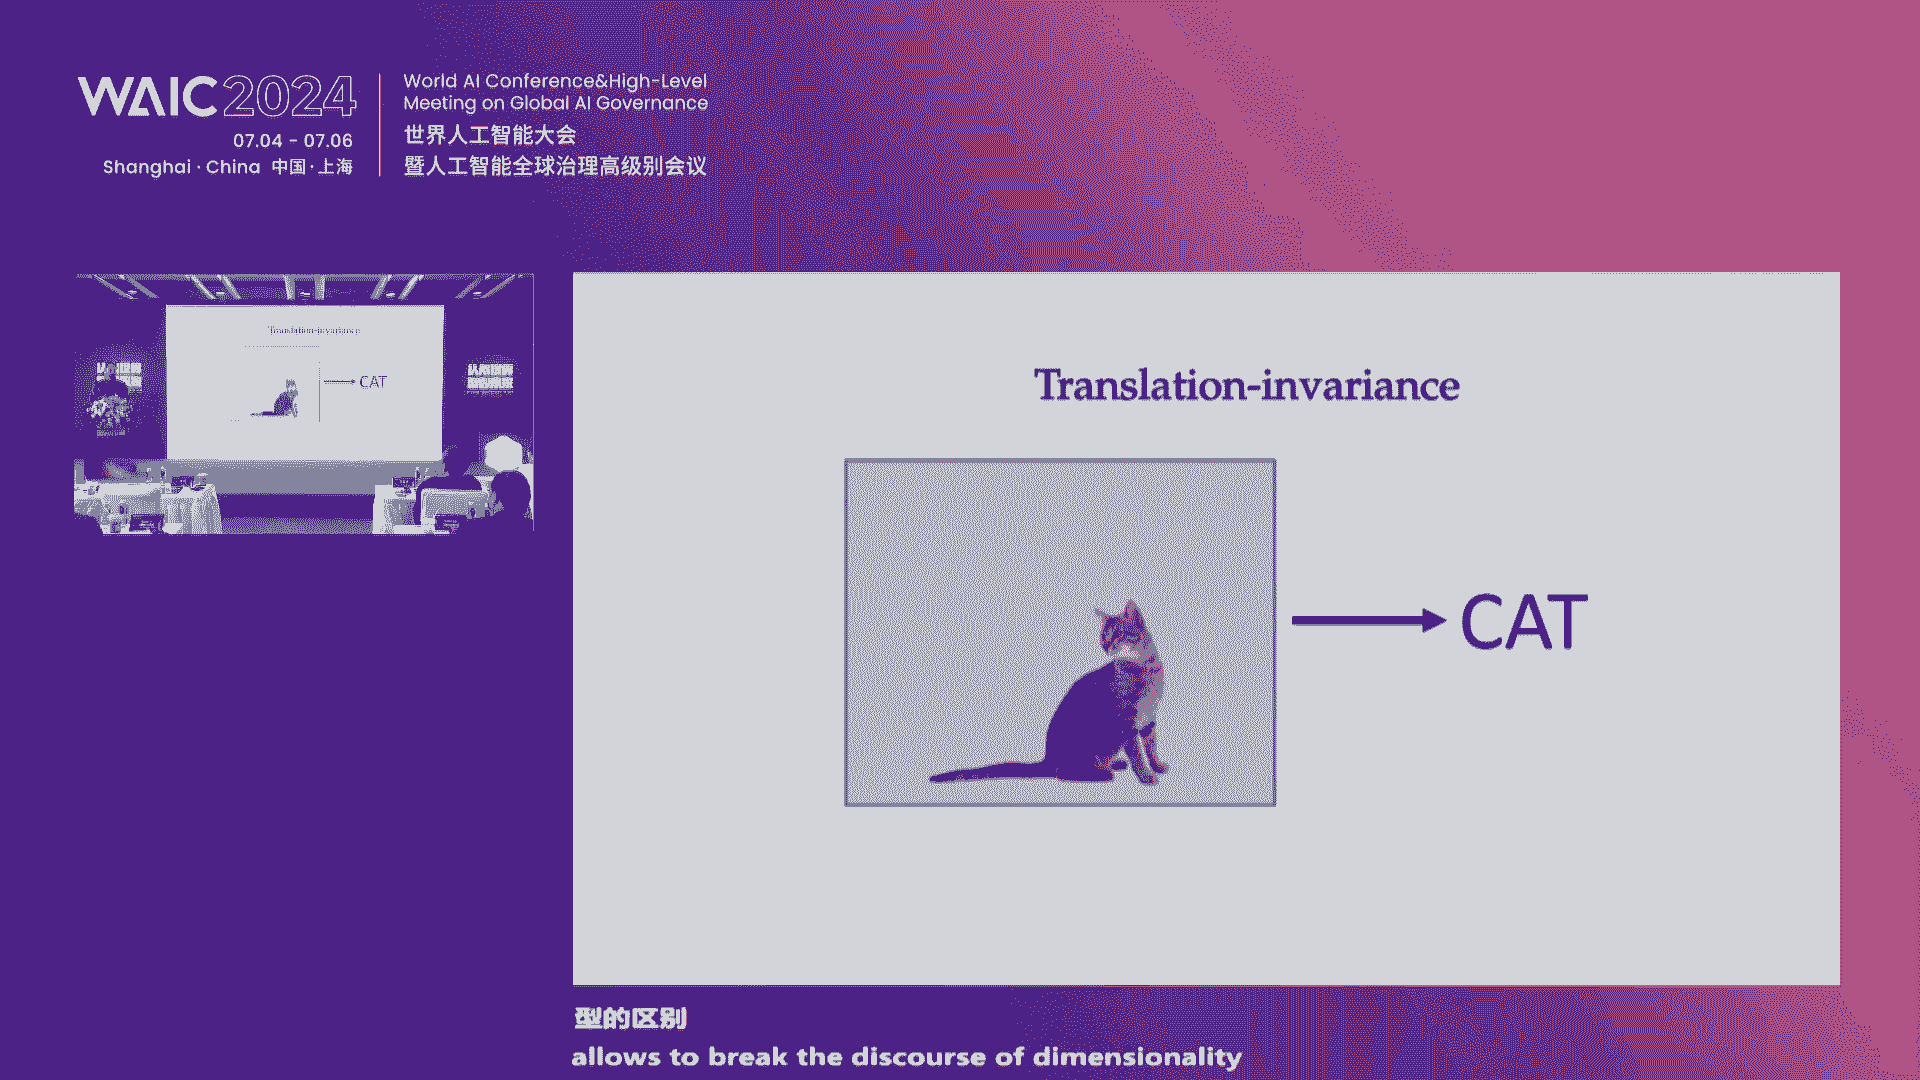 WAIC 2024
07.04 - 07.06
Shanghai · China 中国·上海
World AI Conference&High-Level
Meeting on Global AI Governance
世界人工智能大会
暨人工智能全球治理高级别会议
Translation-invariance
CAT
Translation-invariance
CAT
型的区别
allows to break the discourse of dimensionality